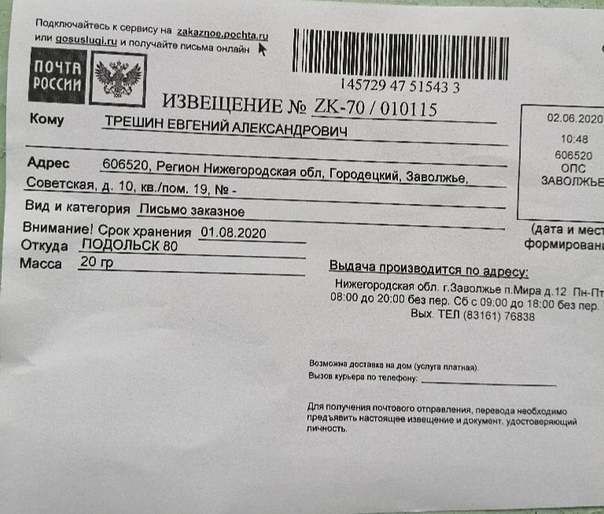 Подключайтесь к сервису на zakaznoe.pochta.ru
или gosuslugi.ru и получайте письма онлайн
ПОЧТА
РОССИИ
145729 47 51543 3
ИЗВЕЩЕНИЕ № ZK-70 / 010115
Кому ТРЕШИН ЕВГЕНИЙ АЛЕКСАНДРОВИЧ
02.06.2020
10:48
606520
ОПС
ЗАВОЛЖЬЕ
Адрес 606520, Регион Нижегородская обл, Городецкий, Заволжье,
Советская, д. 10, кв./пом. 19, № -
Вид и категория Письмо заказное
(дата и мест
формировани
Внимание! Срок хранения 01.08.2020
Откуда ПОДОЛЬСК 80
Масса 20 гр
Выдача производится по адресу:
Нижегородская обл. г.Заволжье п.Мира д.12 Пн-Пт
08:00 до 20:00 без пер. Сб с 09:00 до 18:00 без пер.
Вых. ТЕЛ (83161) 76838
Возможна доставка на дом (услуга платная).
Вызов курьера по телефону:
Для получения почтового отправления, перевода необходимо
предъявить настоящее извещение и документ, удостоверяющий
личность.